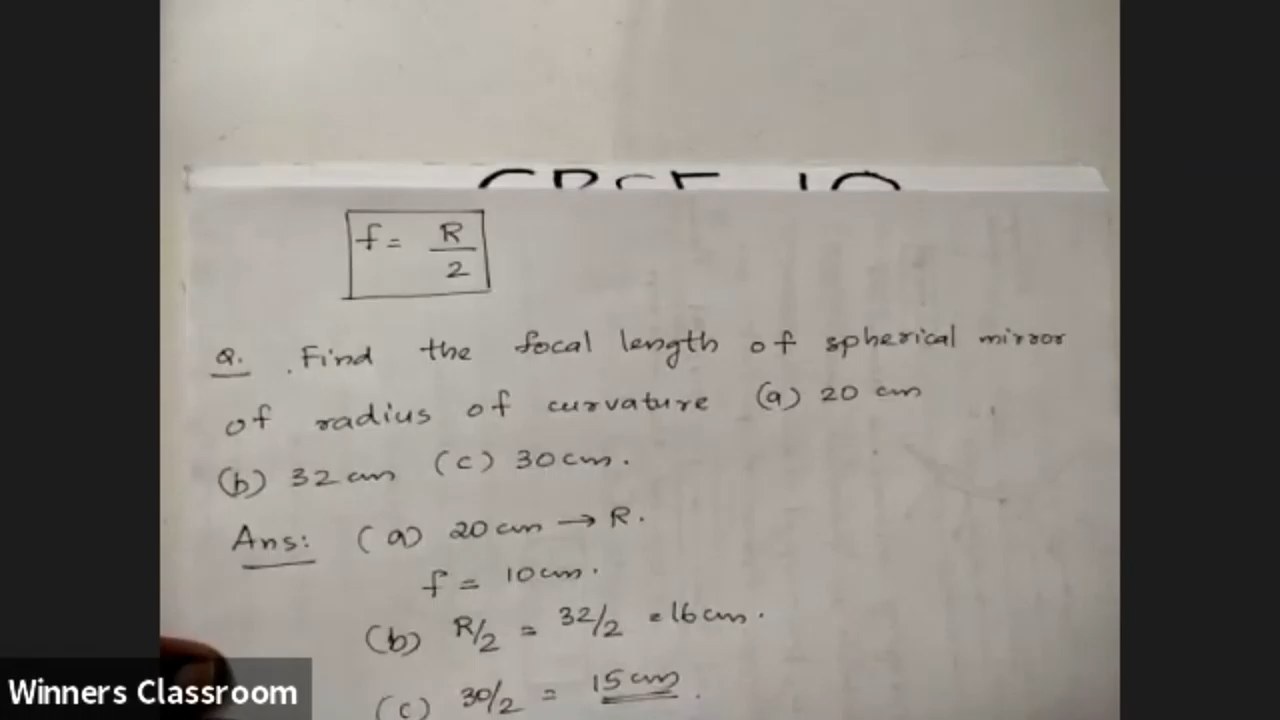 f = R/2
Q. Find the focal length of spherical mirror
of radius of curvature (a) 20 cm
(b) 32 cm (c) 30 cm.
Ans: (a) 20 cm → R.
f = 10 cm.
(b) R/2 = 32/2 = 16 cm.
(c) 30/2 = 15 cm.
Winners Classroom